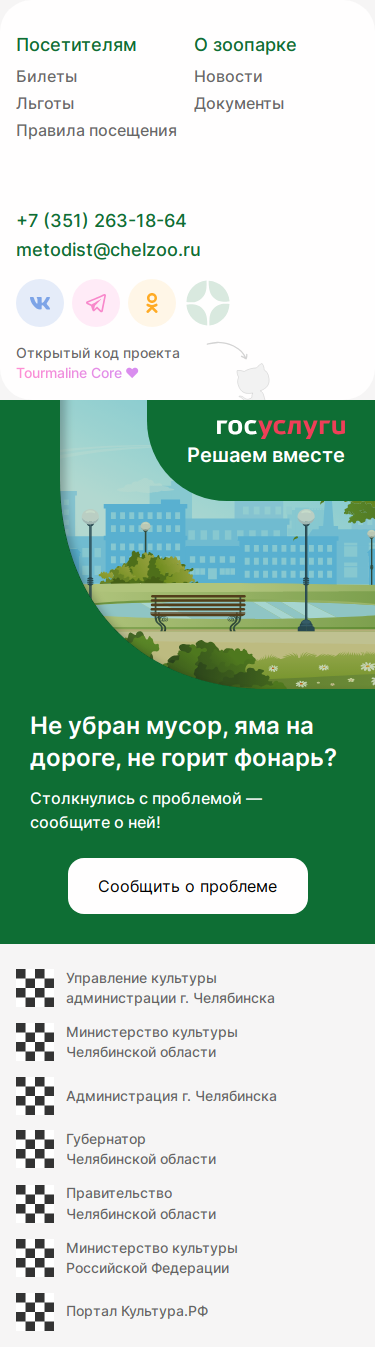 Посетителям
Билеты
Льготы
Правила посещения
О зоопарке
Новости
Документы
+7 (351) 263-18-64
metodist@chelzoo.ru
Открытый код проекта
Tourmaline Core
госуслуги
Решаем вместе
Не убран мусор, яма на
дороге, не горит фонарь?
Столкнулись с проблемой —
сообщите о ней!
Сообщить о проблеме
Управление культуры
администрации г. Челябинска
Министерство культуры
Челябинской области
Администрация г. Челябинска
Губернатор
Челябинской области
Правительство
Челябинской области
Министерство культуры
Российской Федерации
Портал Культура.РФ